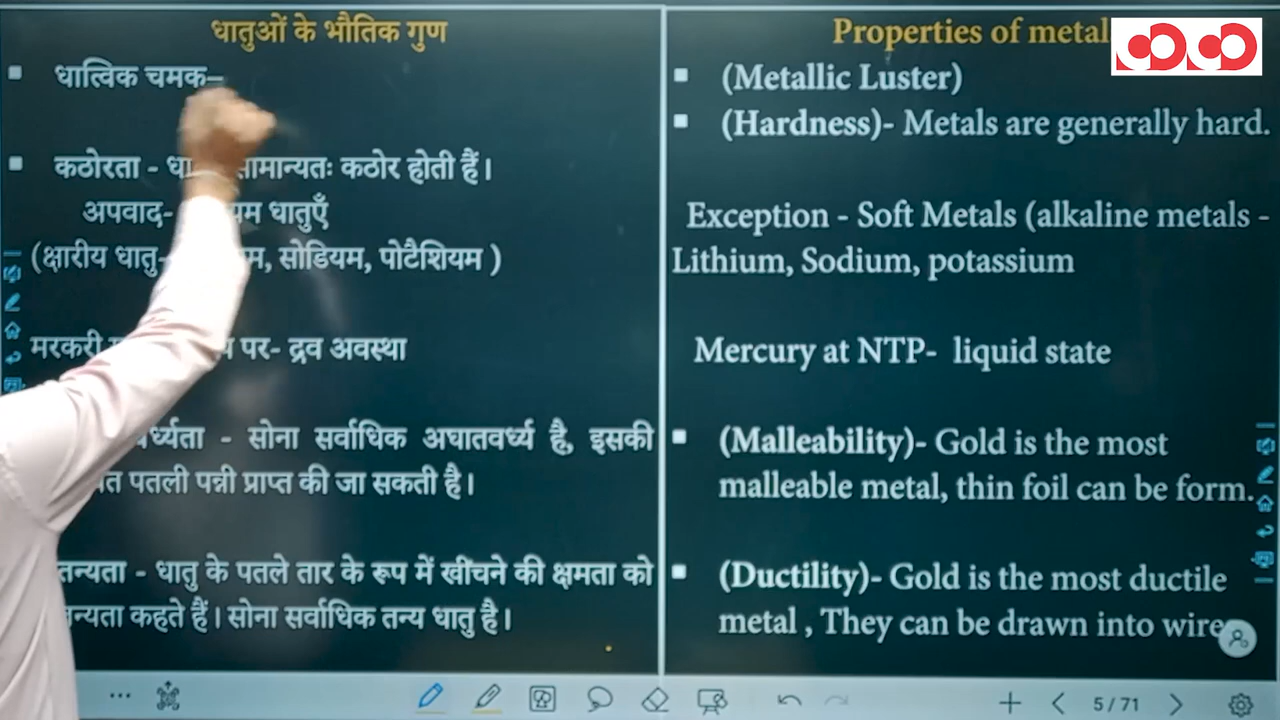 धातुओं के भौतिक गुण
धात्विक चमक–
कठोरता - सामान्यतः कठोर होती हैं।
अपवाद- धातुएँ
(क्षारीय धातु- सोडियम, पोटैशियम )
मरकरी पर- द्रव अवस्था
- सोना सर्वाधिक अघातवर्ध्य है, इसकी
पतली पन्नी प्राप्त की जा सकती है।
तन्यता - धातु के पतले तार के रूप में खींचने की क्षमता को
कहते हैं। सोना सर्वाधिक तन्य धातु है।
Properties of metal
(Metallic Luster)
(Hardness)- Metals are generally hard.
Exception - Soft Metals (alkaline metals -
Lithium, Sodium, potassium
Mercury at NTP- liquid state
(Malleability)- Gold is the most
malleable metal, thin foil can be form.
(Ductility)- Gold is the most ductile
metal , They can be drawn into wire
5 / 71